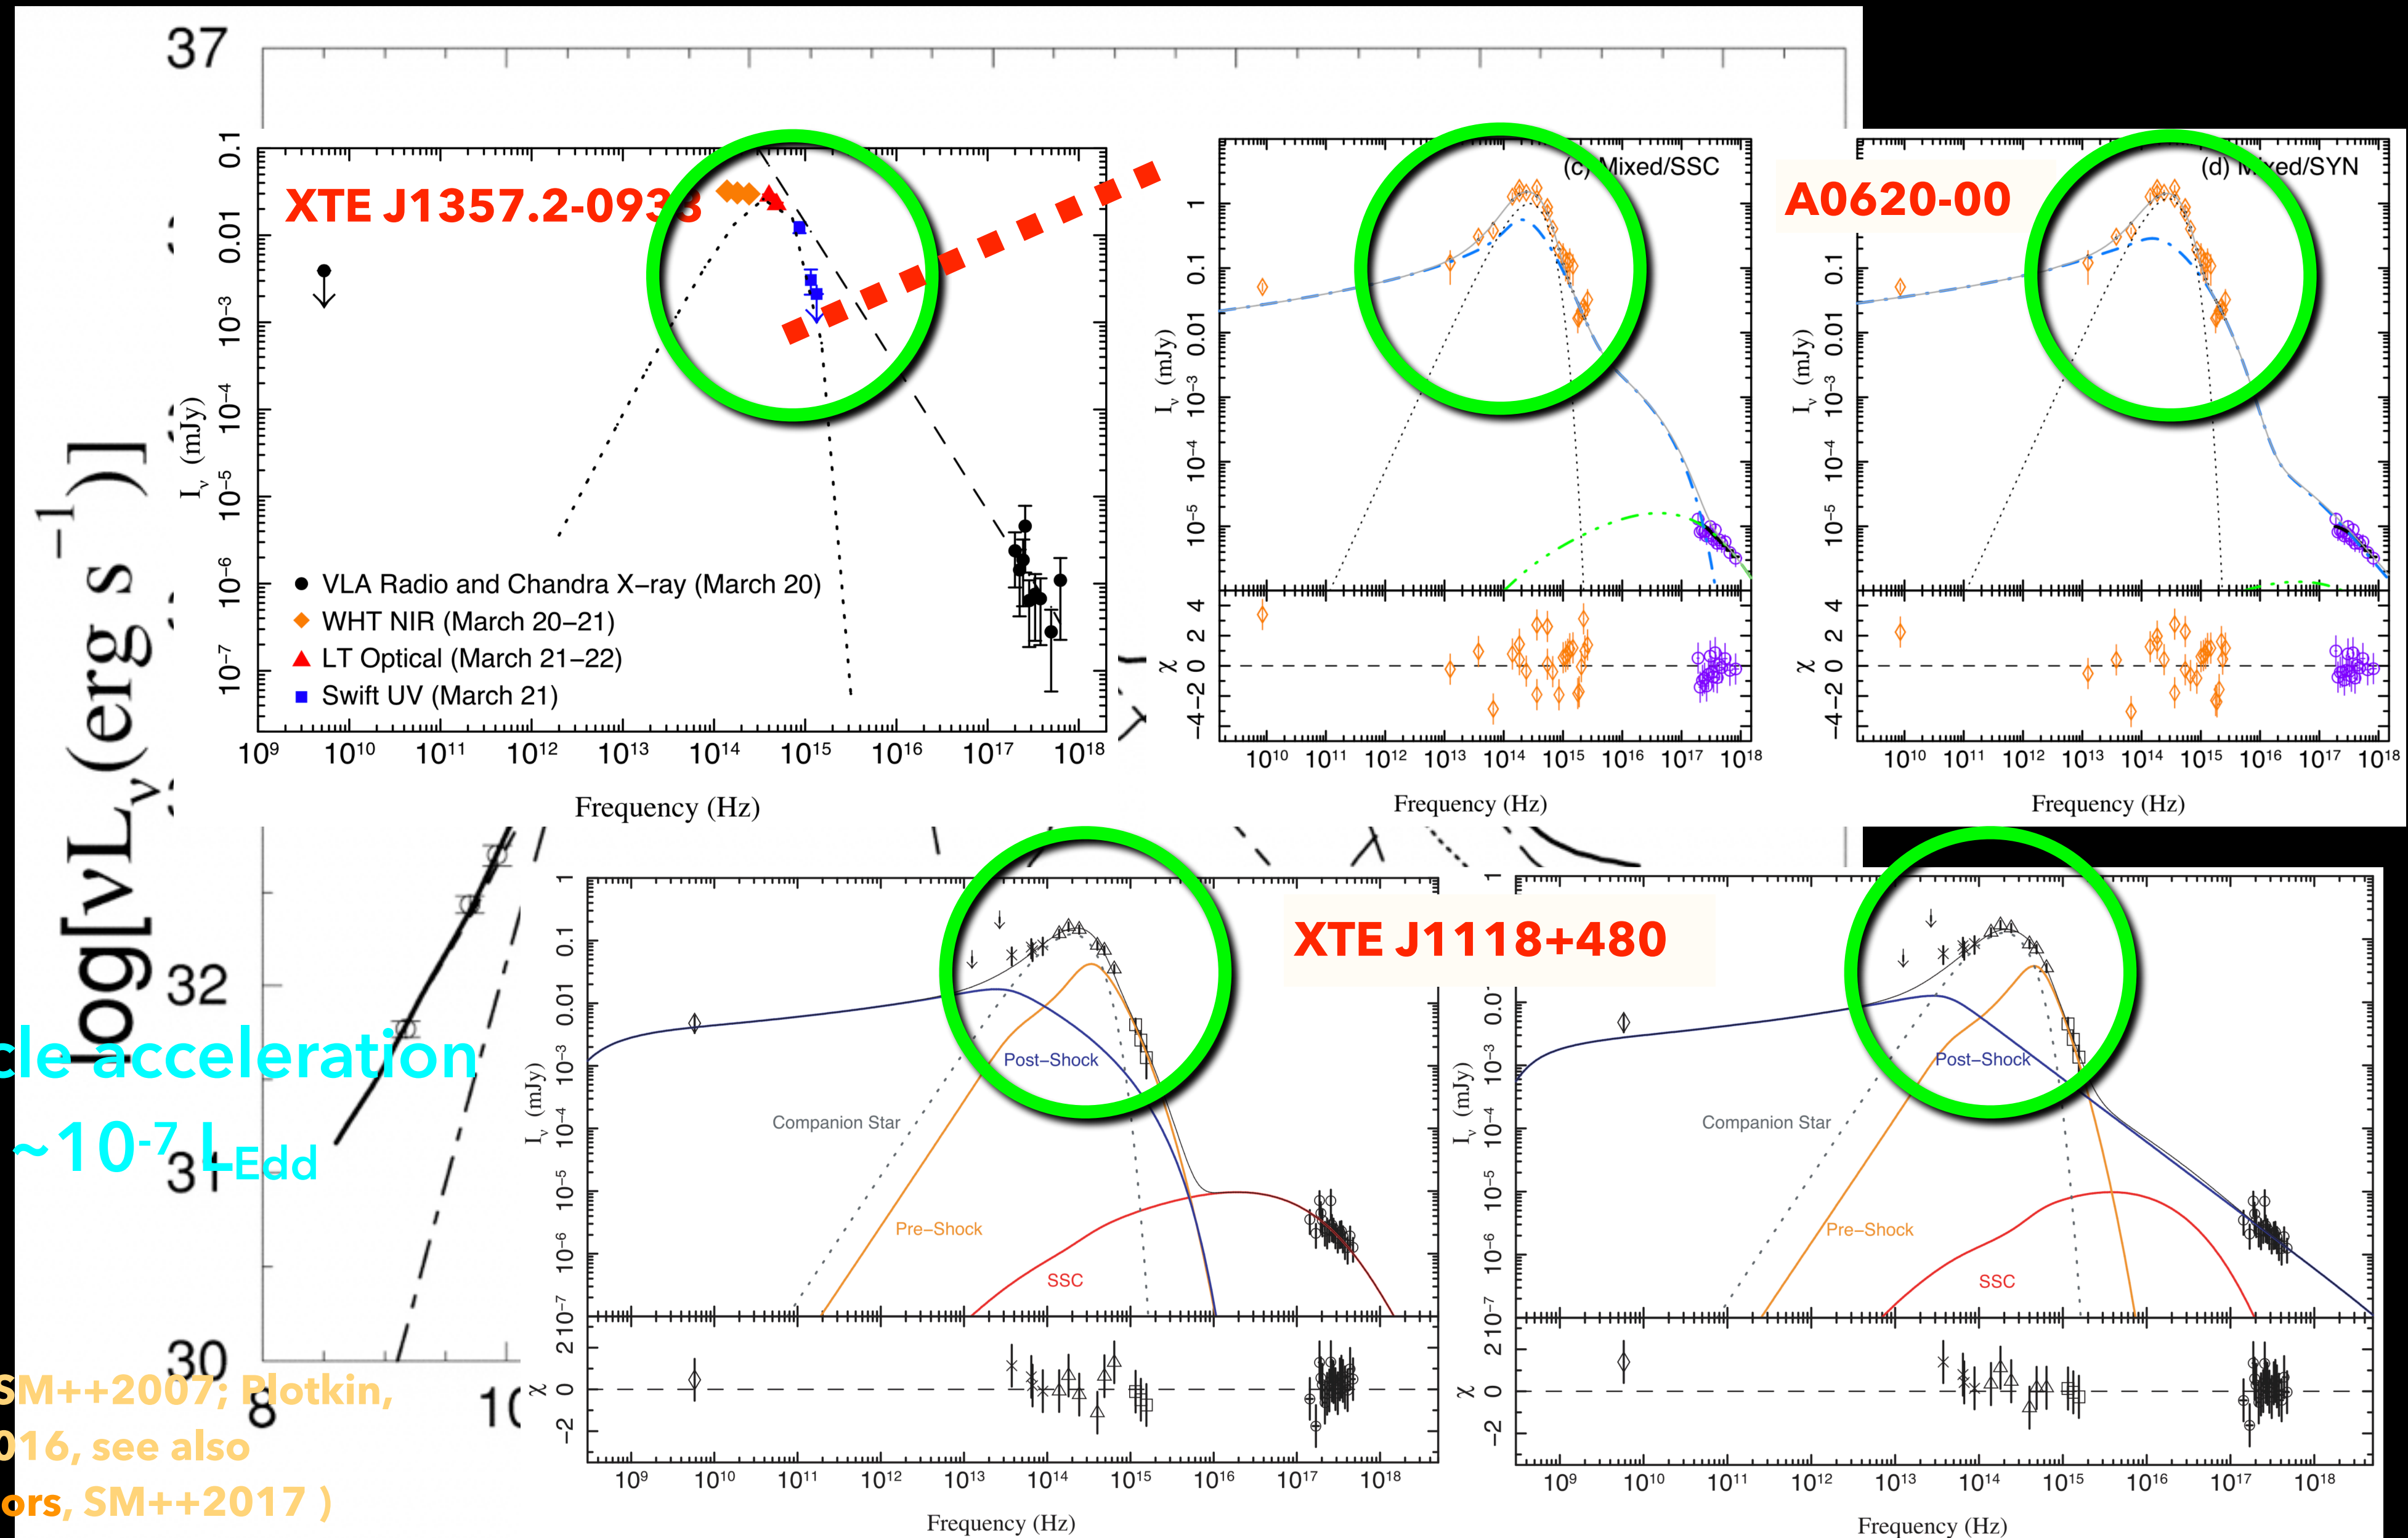 37
log[νLν(erg s−1)]
32
31
30
8
XTE J1357.2-0938
0.1
0.01
10−3
10−4
10−5
10−6
10−7
Iν (mJy)
VLA Radio and Chandra X−ray (March 20)
WHT NIR (March 20−21)
LT Optical (March 21−22)
Swift UV (March 21)
109 1010 1011 1012 1013 1014 1015 1016 1017 1018
Frequency (Hz)
(c) Mixed/SSC
1
0.1
0.01
10−3
10−4
10−5
Iν (mJy)
4
2
0
−2
−4
χ
1010 1011 1012 1013 1014 1015 1016 1017 1018
Frequency (Hz)
A0620-00
(d) Mixed/SYN
1
0.1
0.01
10−3
10−4
10−5
Iν (mJy)
4
2
0
−2
−4
χ
1010 1011 1012 1013 1014 1015 1016 1017 1018
Frequency (Hz)
XTE J1118+480
1
0.1
0.01
10−3
10−4
10−5
10−6
10−7
Iν (mJy)
Post−Shock
Companion Star
Pre−Shock
SSC
2
0
−2
χ
109 1010 1011 1012 1013 1014 1015 1016 1017 1018
Frequency (Hz)
1
10−3
10−4
10−5
10−6
10−7
Iν (mJy)
Post−Shock
Companion Star
Pre−Shock
SSC
2
0
−2
χ
109 1010 1011 1012 1013 1014 1015 1016 1017 1018
Frequency (Hz)
cle acceleration
~10-7 LEdd
SM++2007; Plotkin,
016, see also
ors, SM++2017 )